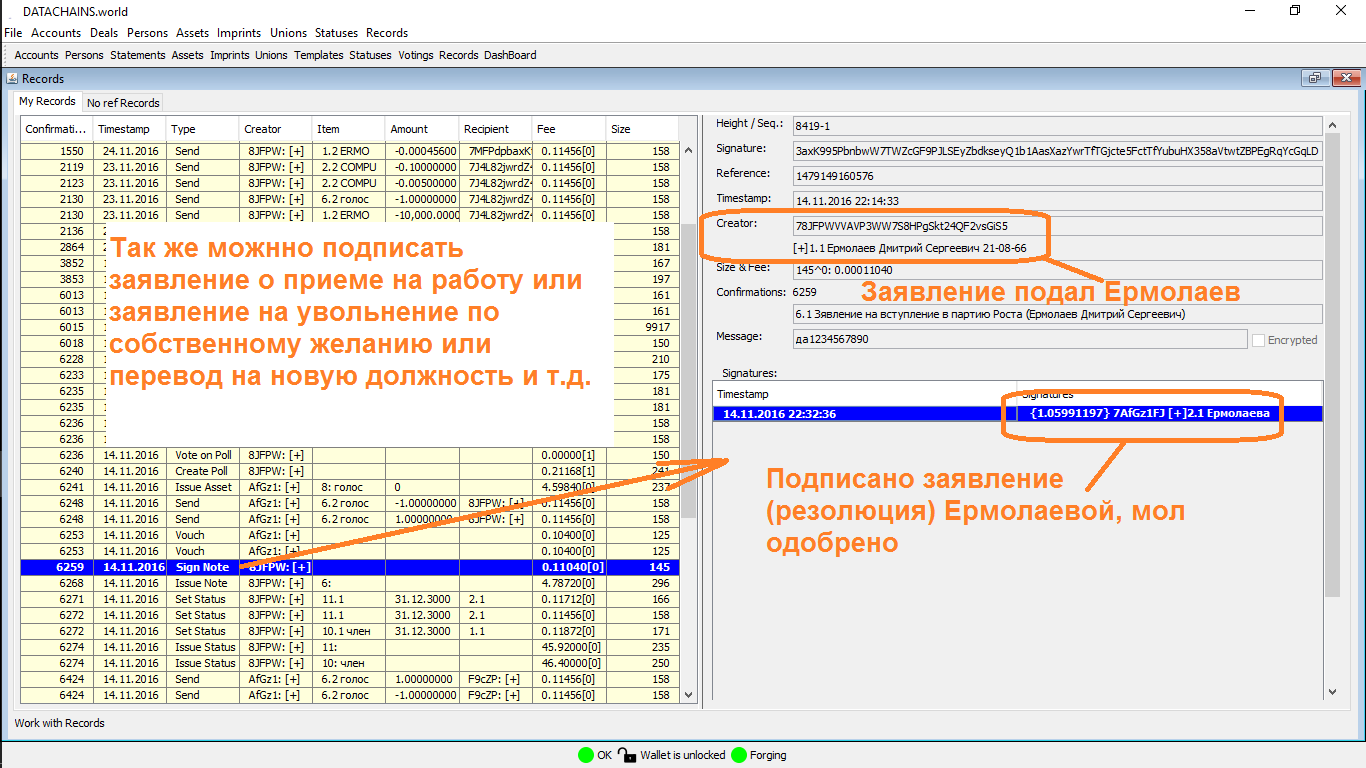 DATACHAINS.world
File Accounts Deals Persons Assets Imprints Unions Statuses Records
Accounts Persons Statements Assets Imprints Unions Templates Statuses Votings Records DashBoard
Records
My Records No ref Records
Confirmati... Timestamp Type Creator Item Amount Recipient Fee Size
1550 24.11.2016 Send 8JFPW: [+] 1.2 ERMO -0.00045600 7MFPdpbaxK 0.11456[0] 158
2119 23.11.2016 Send 8JFPW: [+] 2.2 COMPU -0.10000000 7J4L82jwrdZ 0.11456[0] 158
2123 23.11.2016 Send 8JFPW: [+] 2.2 COMPU -0.00500000 7J4L82jwrdZ 0.11456[0] 158
2130 23.11.2016 Send 8JFPW: [+] 6.2 голос -1.00000000 7J4L82jwrdZ 0.11456[0] 158
2130 23.11.2016 Send 8JFPW: [+] 1.2 ERMO -10,000.0000 7J4L82jwrdZ 0.11456[0] 158
2136 158
2864 181
3852 167
3853 197
6013 161
6013 161
6015 9917
6018 150
6228 210
6233 175
6235 181
6235 181
6236 158
6236 158
6236 14.11.2016 Vote on Poll 8JFPW: [+] 0.00000[1] 150
6240 14.11.2016 Create Poll 8JFPW: [+] 0.21168[1] 241
6241 14.11.2016 Issue Asset AfGz1: [+] 8: голос 0 4.59840[0] 237
6248 14.11.2016 Send AfGz1: [+] 6.2 голос -1.00000000 8JFPW: [+] 0.11456[0] 158
6248 14.11.2016 Send AfGz1: [+] 6.2 голос 1.00000000 8JFPW: [+] 0.11456[0] 158
6253 14.11.2016 Vouch AfGz1: [+] 0.10400[0] 125
6253 14.11.2016 Vouch AfGz1: [+] 0.10400[0] 125
6259 14.11.2016 Sign Note 8JFPW: [+] 0.11040[0] 145
6268 14.11.2016 Issue Note 8JFPW: [+] 6: 4.78720[0] 296
6271 14.11.2016 Set Status 8JFPW: [+] 11.1 31.12.3000 2.1 0.11712[0] 166
6272 14.11.2016 Set Status 8JFPW: [+] 11.1 31.12.3000 2.1 0.11456[0] 158
6272 14.11.2016 Set Status 8JFPW: [+] 10.1 член 31.12.3000 1.1 0.11872[0] 171
6274 14.11.2016 Issue Status 8JFPW: [+] 11: 45.92000[0] 235
6274 14.11.2016 Issue Status 8JFPW: [+] 10: член 46.40000[0] 250
6424 14.11.2016 Send AfGz1: [+] 6.2 голос 1.00000000 F9cZP: [+] 0.11456[0] 158
6424 14.11.2016 Send AfGz1: [+] 6.2 голос -1.00000000 F9cZP: [+] 0.11456[0] 158
Так же можнно подписать
заявление о приеме на работу или
заявление на увольнение по
собственному желанию или
перевод на новую должность и т.д.
Height / Seq.: 8419-1
Signature: 3axK995PbnbwW7TWZcGF9PJLSEyZbdkseyQ1b1AasXazYwrTfTGjcte5FctTfYubuHX358aVtwtZBPEgRqYcGqLD
Reference: 1479149160576
Timestamp: 14.11.2016 22:14:33
Creator: 78JFPWVVAVP3WW7S8HPgSkt24QF2vsGiS5
[+]1.1 Ермолаев Дмитрий Сергеевич 21-08-66
Size & Fee: 145^0: 0.00011040
Confirmations: 6259
Заявление подал Ермолаев
6.1 Зявление на вступление в партию Роста (Ермолаев Дмитрий Сергеевич)
Message: да1234567890 Encrypted
Signatures:
Timestamp Signatures
14.11.2016 22:32:36 {1.05991197} 7AfGz1FJ [+]2.1 Ермолаева
Подписано заявление
(резолюция) Ермолаевой, мол
одобрено
Work with Records
OK Wallet is unlocked Forging